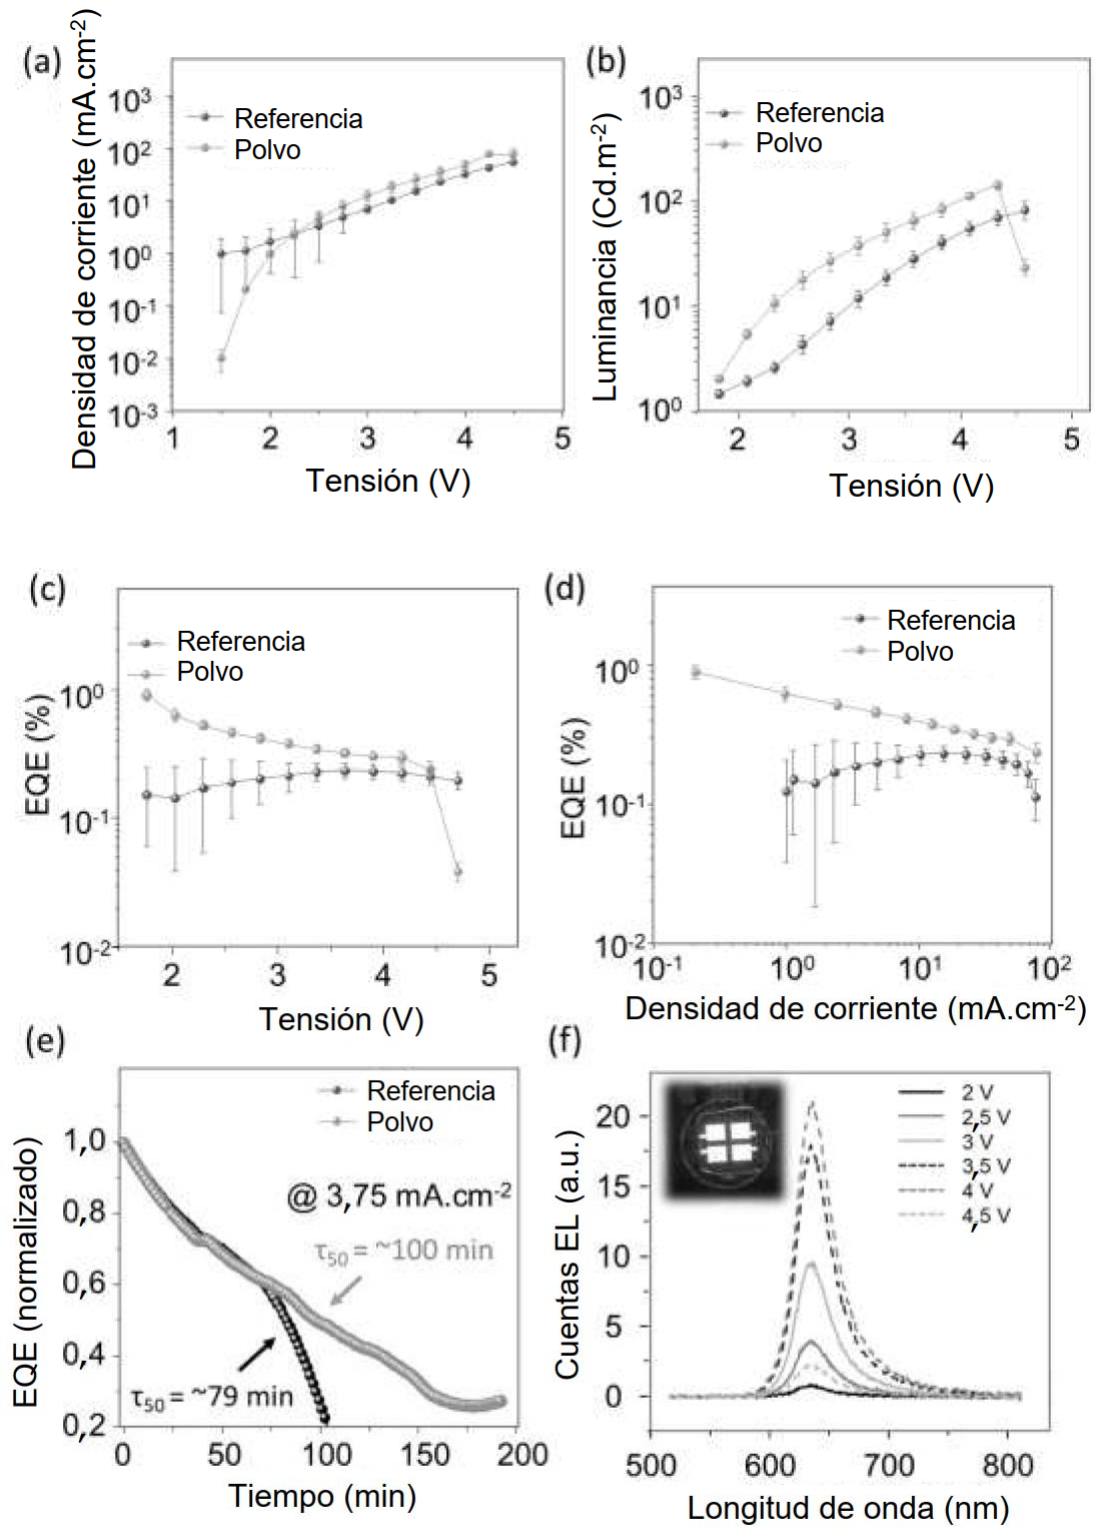 (a)
Densidad de corriente (mA.cm-2)
10³
10²
10¹
10⁰
10-1
10-2
10-3
Referencia
Polvo
1 2 3 4 5
Tensión (V)
(b)
Luminancia (Cd.m-2)
10³
10²
10¹
10⁰
Referencia
Polvo
2 3 4 5
Tensión (V)
(c)
EQE (%)
10⁰
10-1
10-2
Referencia
Polvo
2 3 4 5
Tensión (V)
(d)
EQE (%)
10⁰
10-1
10-2
Referencia
Polvo
10-1 10⁰ 10¹ 10²
Densidad de corriente (mA.cm-2)
(e)
EQE (normalizado)
1,0
0,8
0,6
0,4
0,2
Referencia
Polvo
@ 3,75 mA.cm-2
τ50 = ~100 min
τ50 = ~79 min
0 50 100 150 200
Tiempo (min)
(f)
Cuentas EL (a.u.)
20
15
10
5
0
2 V
2,5 V
3 V
3,5 V
4 V
4,5 V
500 600 700 800
Longitud de onda (nm)